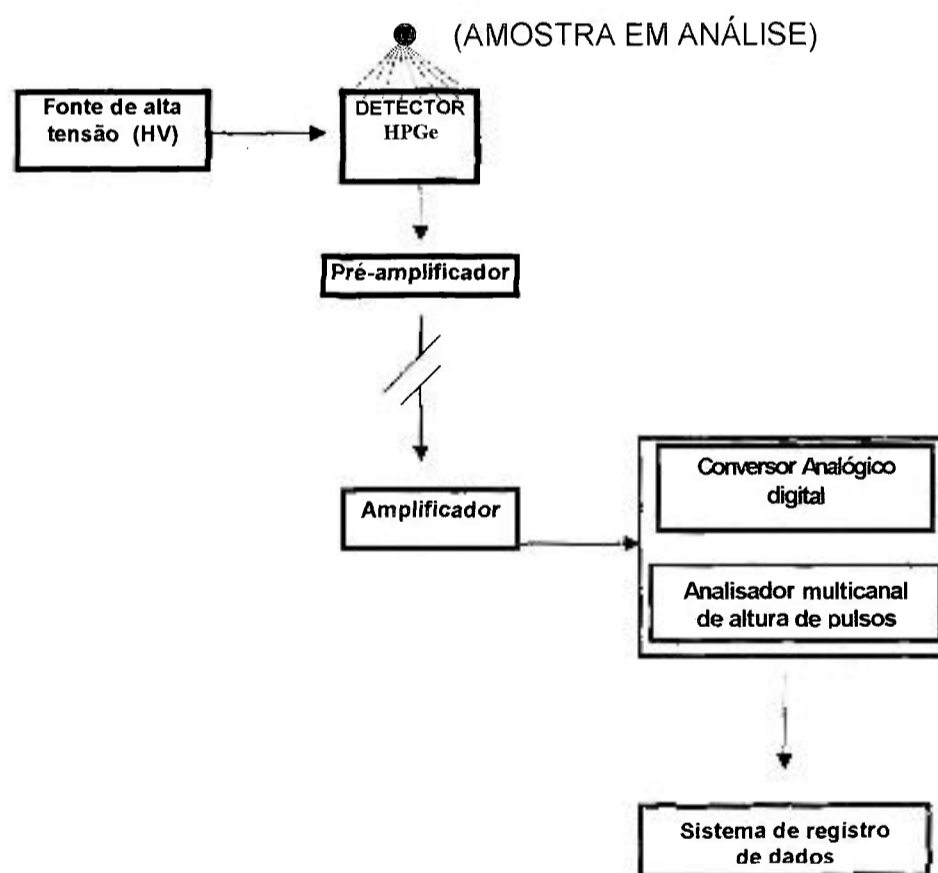 (AMOSTRA EM ANÁLISE)
Fonte de alta
tensão (HV)
DETECTOR
HPGe
Pré-amplificador
Amplificador
Conversor Analógico
digital
Analisador multicanal
de altura de pulsos
Sistema de registro
de dados